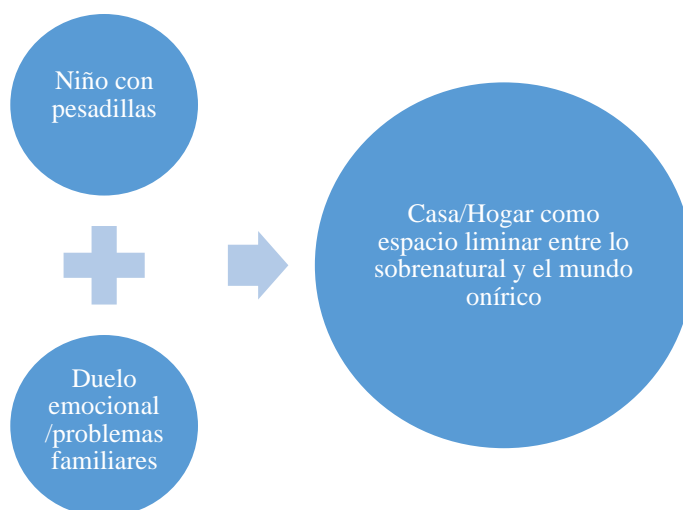 Niño con
pesadillas
Duelo
emocional
/problemas
familiares
Casa/Hogar como
espacio liminar entre lo
sobrenatural y el mundo
onírico